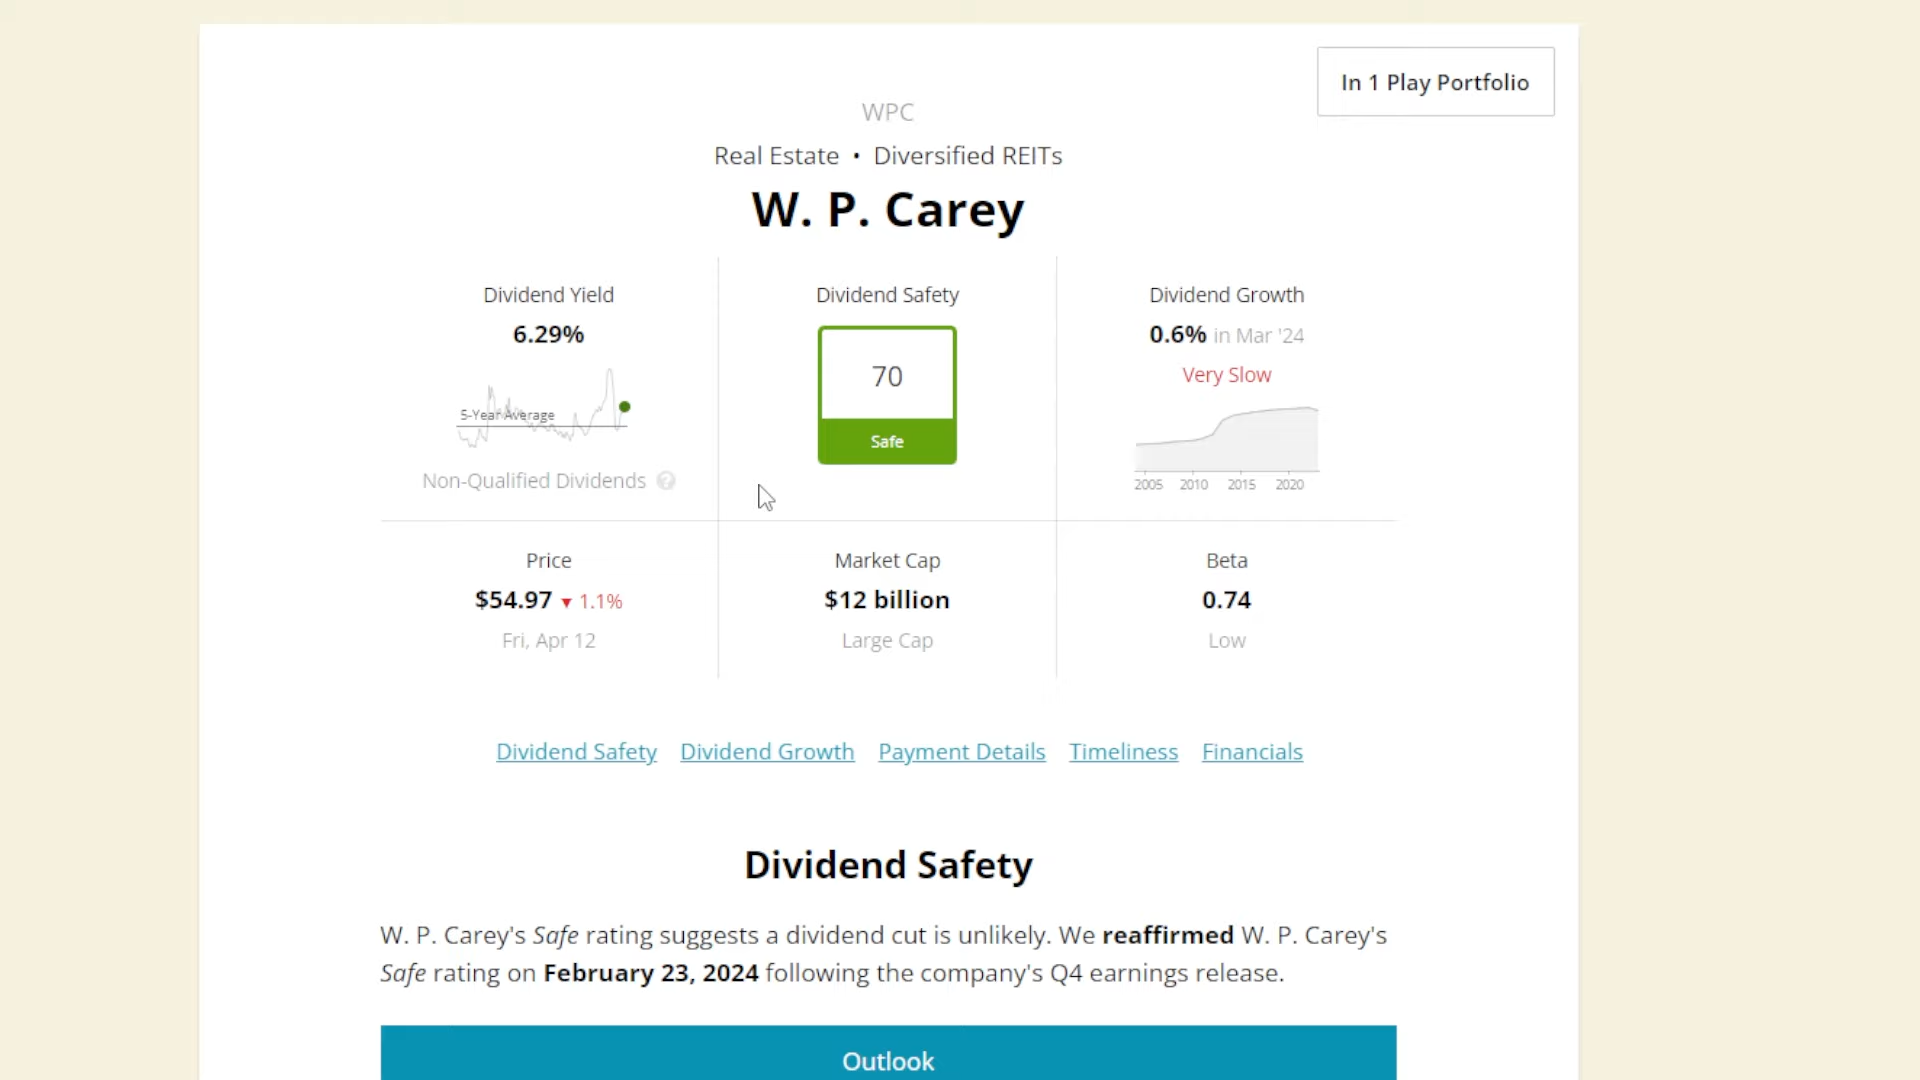 In 1 Play Portfolio
WPC
Real Estate • Diversified REITs
W. P. Carey
Dividend Yield
6.29%
5-Year Average
Non-Qualified Dividends ?
Dividend Safety
70
Safe
Dividend Growth
0.6% in Mar '24
Very Slow
2005 2010 2015 2020
Price
$54.97 ▼ 1.1%
Fri, Apr 12
Market Cap
$12 billion
Large Cap
Beta
0.74
Low
Dividend Safety Dividend Growth Payment Details Timeliness Financials
Dividend Safety
W. P. Carey's Safe rating suggests a dividend cut is unlikely. We reaffirmed W. P. Carey's
Safe rating on February 23, 2024 following the company's Q4 earnings release.
Outlook